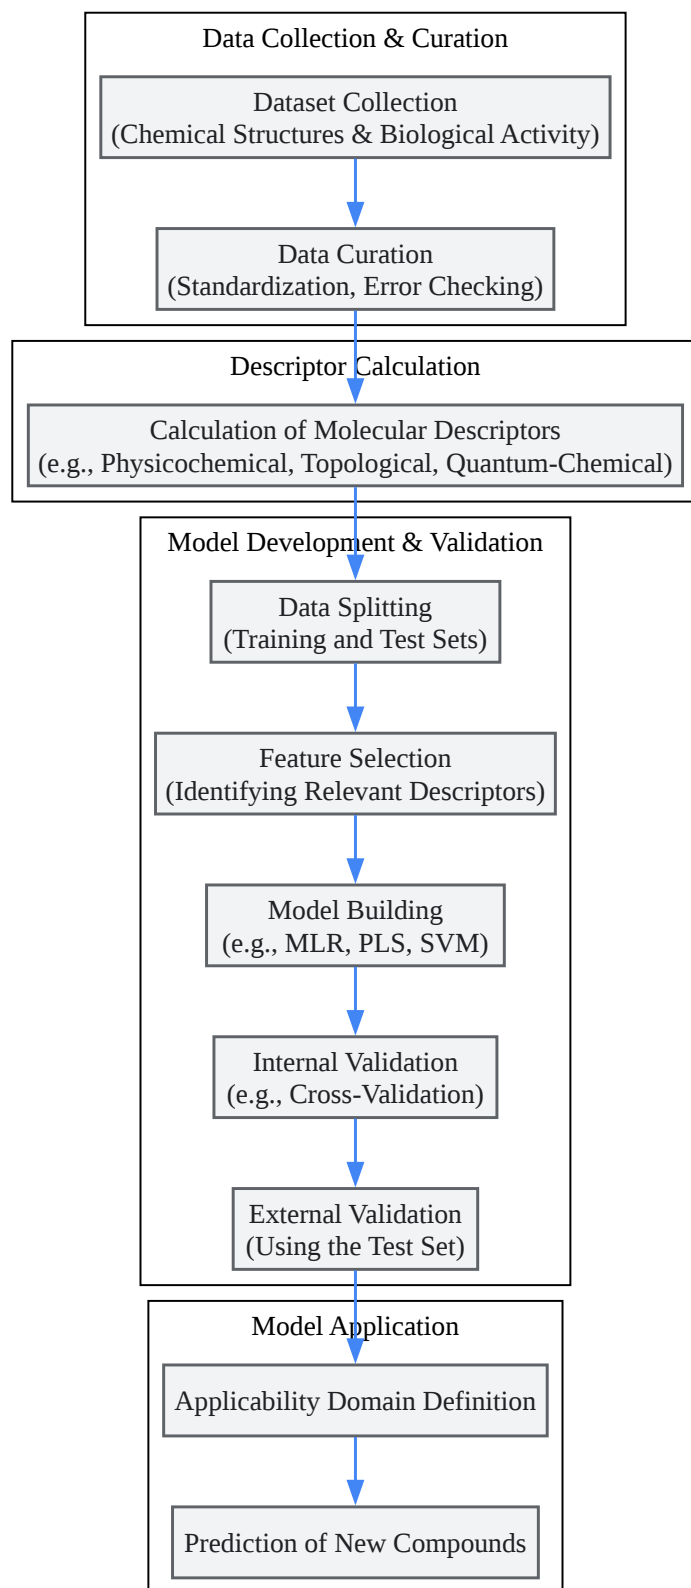 Data Collection & Curation
Dataset Collection
(Chemical Structures & Biological Activity)
Data Curation
(Standardization, Error Checking)
Descriptor Calculation
Calculation of Molecular Descriptors
(e.g., Physicochemical, Topological, Quantum-Chemical)
Model Development & Validation
Data Splitting
(Training and Test Sets)
Feature Selection
(Identifying Relevant Descriptors)
Model Building
(e.g., MLR, PLS, SVM)
Internal Validation
(e.g., Cross-Validation)
External Validation
(Using the Test Set)
Model Application
Applicability Domain Definition
Prediction of New Compounds